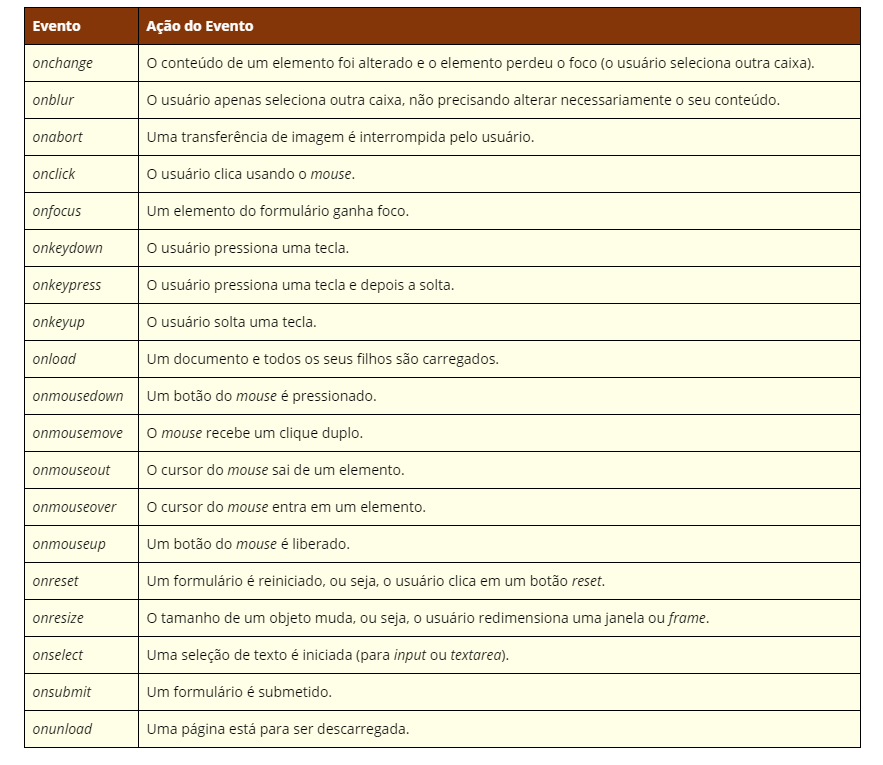 Evento Ação do Evento
onchange O conteúdo de um elemento foi alterado e o elemento perdeu o foco (o usuário seleciona outra caixa).
onblur O usuário apenas seleciona outra caixa, não precisando alterar necessariamente o seu conteúdo.
onabort Uma transferência de imagem é interrompida pelo usuário.
onclick O usuário clica usando o mouse.
onfocus Um elemento do formulário ganha foco.
onkeydown O usuário pressiona uma tecla.
onkeypress O usuário pressiona uma tecla e depois a solta.
onkeyup O usuário solta uma tecla.
onload Um documento e todos os seus filhos são carregados.
onmousedown Um botão do mouse é pressionado.
onmousemove O mouse recebe um clique duplo.
onmouseout O cursor do mouse sai de um elemento.
onmouseover O cursor do mouse entra em um elemento.
onmouseup Um botão do mouse é liberado.
onreset Um formulário é reiniciado, ou seja, o usuário clica em um botão reset.
onresize O tamanho de um objeto muda, ou seja, o usuário redimensiona uma janela ou frame.
onselect Uma seleção de texto é iniciada (para input ou textarea).
onsubmit Um formulário é submetido.
onunload Uma página está para ser descarregada.